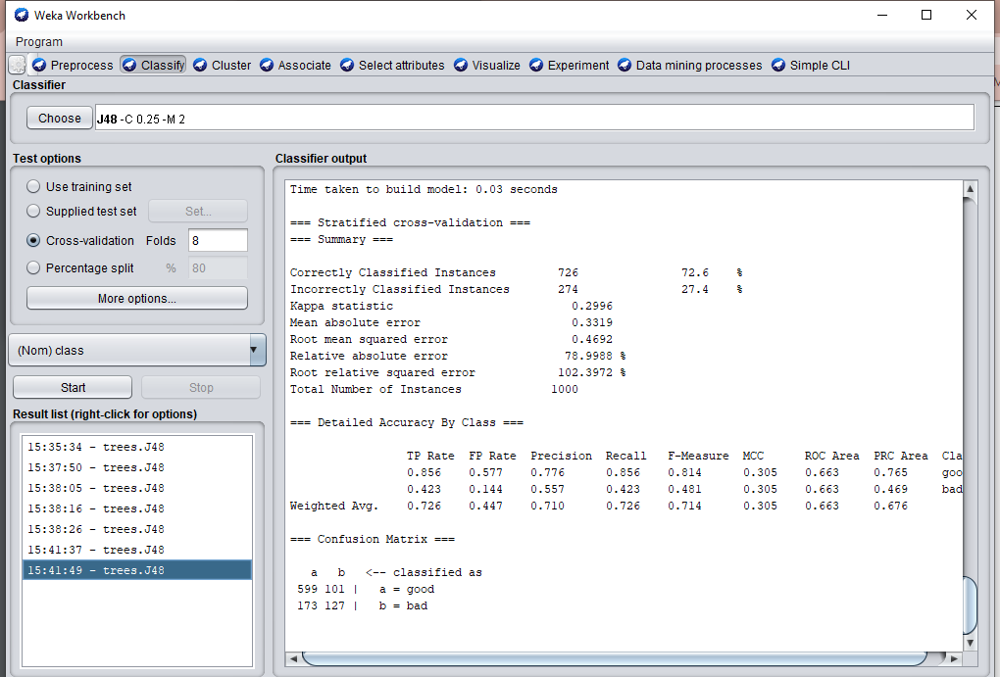 Weka Workbench
Program
Preprocess Classify Cluster Associate Select attributes Visualize Experiment Data mining processes Simple CLI
Classifier
Choose J48 -C 0.25 -M 2
Test options
Use training set
Supplied test set Set...
Cross-validation Folds 8
Percentage split % 80
More options...
(Nom) class
Start Stop
Result list (right-click for options)
15:35:34 - trees.J48
15:37:50 - trees.J48
15:38:05 - trees.J48
15:38:16 - trees.J48
15:38:26 - trees.J48
15:41:37 - trees.J48
15:41:49 - trees.J48
Classifier output
Time taken to build model: 0.03 seconds
=== Stratified cross-validation ===
=== Summary ===
Correctly Classified Instances 726 72.6 %
Incorrectly Classified Instances 274 27.4 %
Kappa statistic 0.2996
Mean absolute error 0.3319
Root mean squared error 0.4692
Relative absolute error 78.9988 %
Root relative squared error 102.3972 %
Total Number of Instances 1000
=== Detailed Accuracy By Class ===
TP Rate FP Rate Precision Recall F-Measure MCC ROC Area PRC Area Cla
0.856 0.577 0.776 0.856 0.814 0.305 0.663 0.765 goo
0.423 0.144 0.557 0.423 0.481 0.305 0.663 0.469 bad
Weighted Avg. 0.726 0.447 0.710 0.726 0.714 0.305 0.663 0.676
=== Confusion Matrix ===
a b <-- classified as
599 101 | a = good
173 127 | b = bad